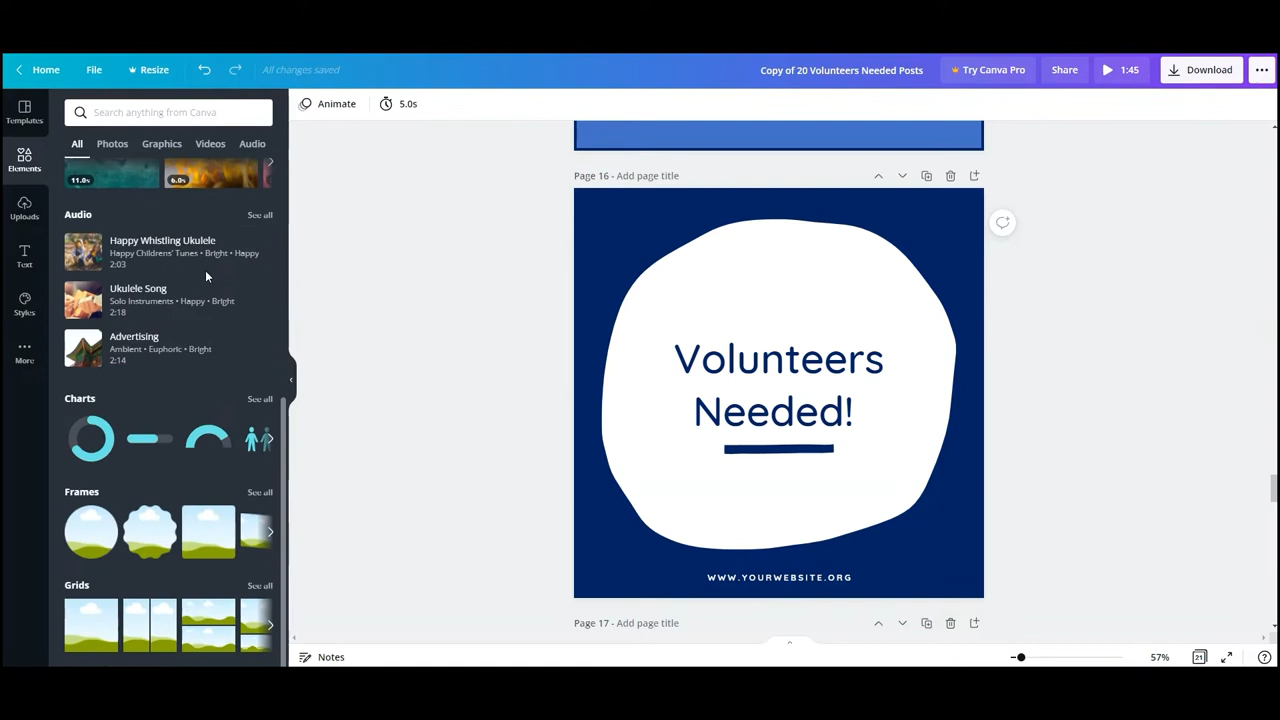 Home File Resize All changes saved Copy of 20 Volunteers Needed Posts Try Canva Pro Share 1:45 Download
Templates
Elements
Uploads
Text
Styles
More
Search anything from Canva
All Photos Graphics Videos Audio
11.0s 6.0s
Audio See all
Happy Whistling Ukulele
Happy Childrens' Tunes • Bright • Happy
2:03
Ukulele Song
Solo Instruments • Happy • Bright
2:18
Advertising
Ambient • Euphoric • Bright
2:14
Charts See all
Frames See all
Grids See all
Animate 5.0s
Page 16 - Add page title
Volunteers
Needed!
WWW.YOURWEBSITE.ORG
Page 17 - Add page title
Notes 57% 21